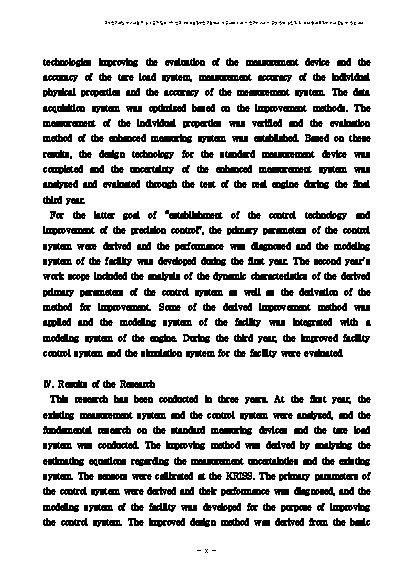 technologies improving the evaluation of the measurement device and the
accuracy of the tare load system, measurement accuracy of the individual
physical properties and the accuracy of the measurement system. The data
acquisition system was optimized based on the improvement methods. The
measurement of the individual properties was verified and the evaluation
method of the enhanced measuring system was established. Based on these
results, the design technology for the standard measurement device was
completed and the uncertainty of the enhanced measurement system was
analyzed and evaluated through the test of the real engine during the final
third year.
For the latter goal of "establishment of the control technology and
improvement of the precision control", the primary parameters of the control
system were derived and the performance was diagnosed and the modeling
system of the facility was developed during the first year. The second year's
work scope included the analysis of the dynamic characteristics of the derived
primary parameters of the control system as well as the derivation of the
method for improvement. Some of the derived improvement method was
applied and the modeling system of the facility was integrated with a
modeling system of the engine. During the third year, the improved facility
control system and the simulation system for the facility were evaluated.
Ⅳ. Results of the Research
This research has been conducted in three years. At the first year, the
existing measurement system and the control system were analyzed, and the
fundamental research on the standard measuring devices and the tare load
system was conducted. The improving method was derived by analyzing the
estimating equations regarding the measurement uncertainties and the existing
system. The sensors were calibrated at the KRISS. The primary parameters of
the control system were derived and their performance was diagnosed, and the
modeling system of the facility was developed for the purpose of improving
the control system. The improved design method was derived from the basic
- x -